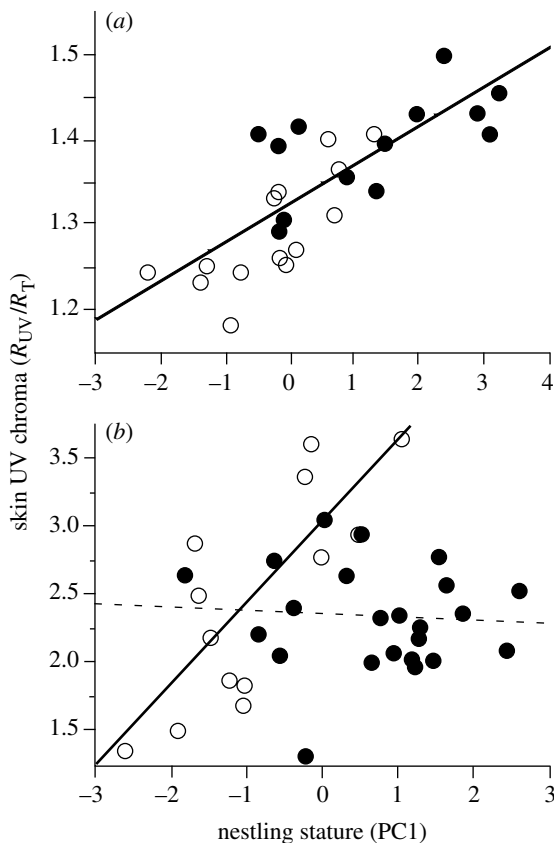 (a)
1.5
1.4
1.3
1.2
−3 −2 −1 0 1 2 3 4
skin UV chroma (R_UV/R_T)
(b)
3.5
3.0
2.5
2.0
1.5
−3 −2 −1 0 1 2 3
nestling stature (PC1)